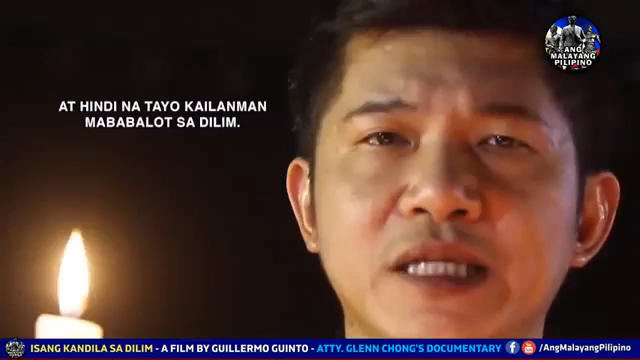 ANG
MALAYANG
PILIPINO
AT HINDI NA TAYO KAILANMAN
MABABALOT SA DILIM.
ISANG KANDILA SA DILIM - A FILM BY GUILLERMO GUINTO - ATTY. GLENN CHONG'S DOCUMENTARY /AngMalayangPilipino